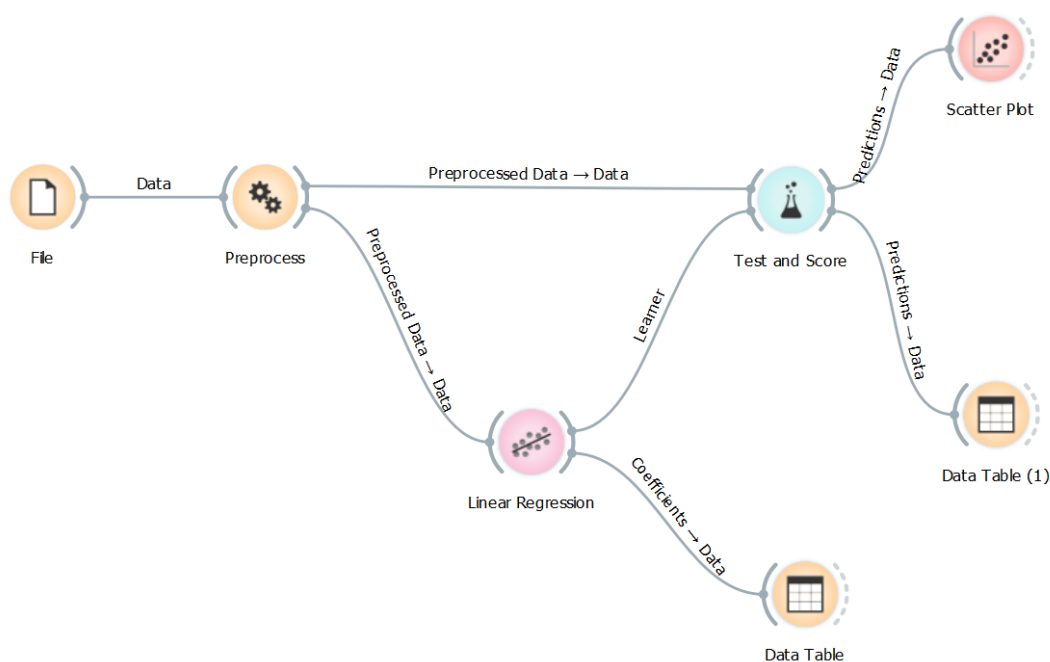 Scatter Plot
Predictions → Data
Data
Preprocessed Data → Data
File
Preprocess
Test and Score
Preprocessed Data → Data
Learner
Predictions → Data
Linear Regression
Data Table (1)
Coefficients → Data
Data Table